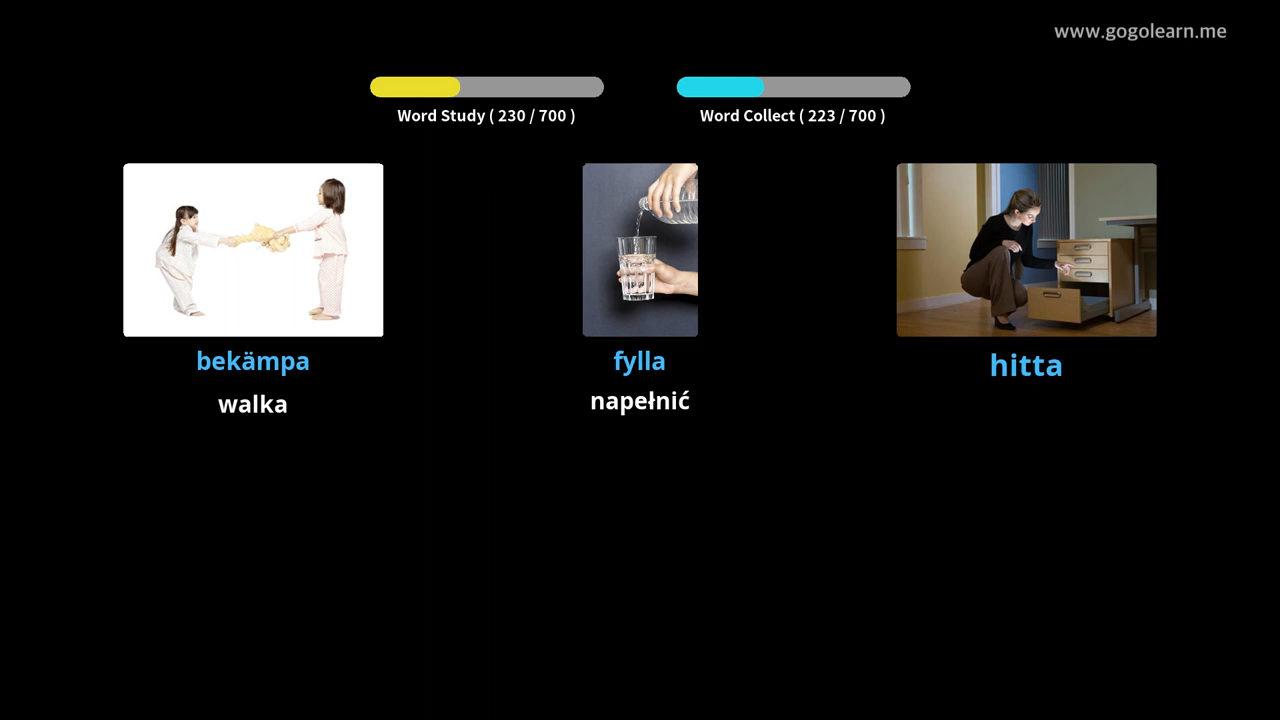 www.gogolearn.me
Word Study ( 230 / 700 )
Word Collect ( 223 / 700 )
bekämpa
walka
fylla
napełnić
hitta